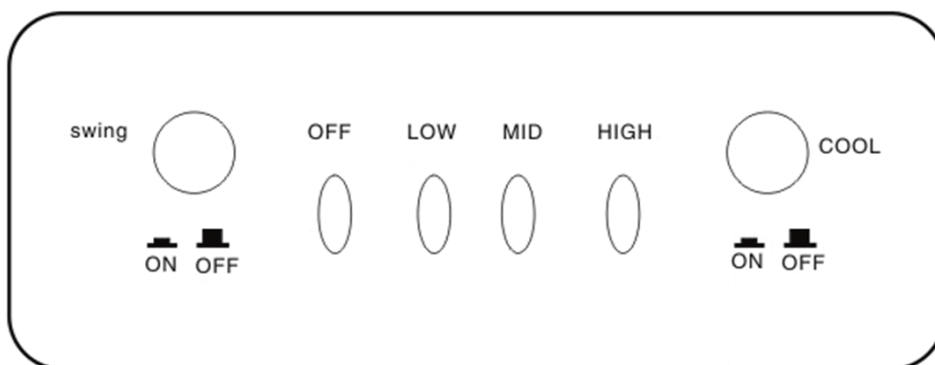 swing
OFF LOW MID HIGH
COOL
ON OFF
ON OFF